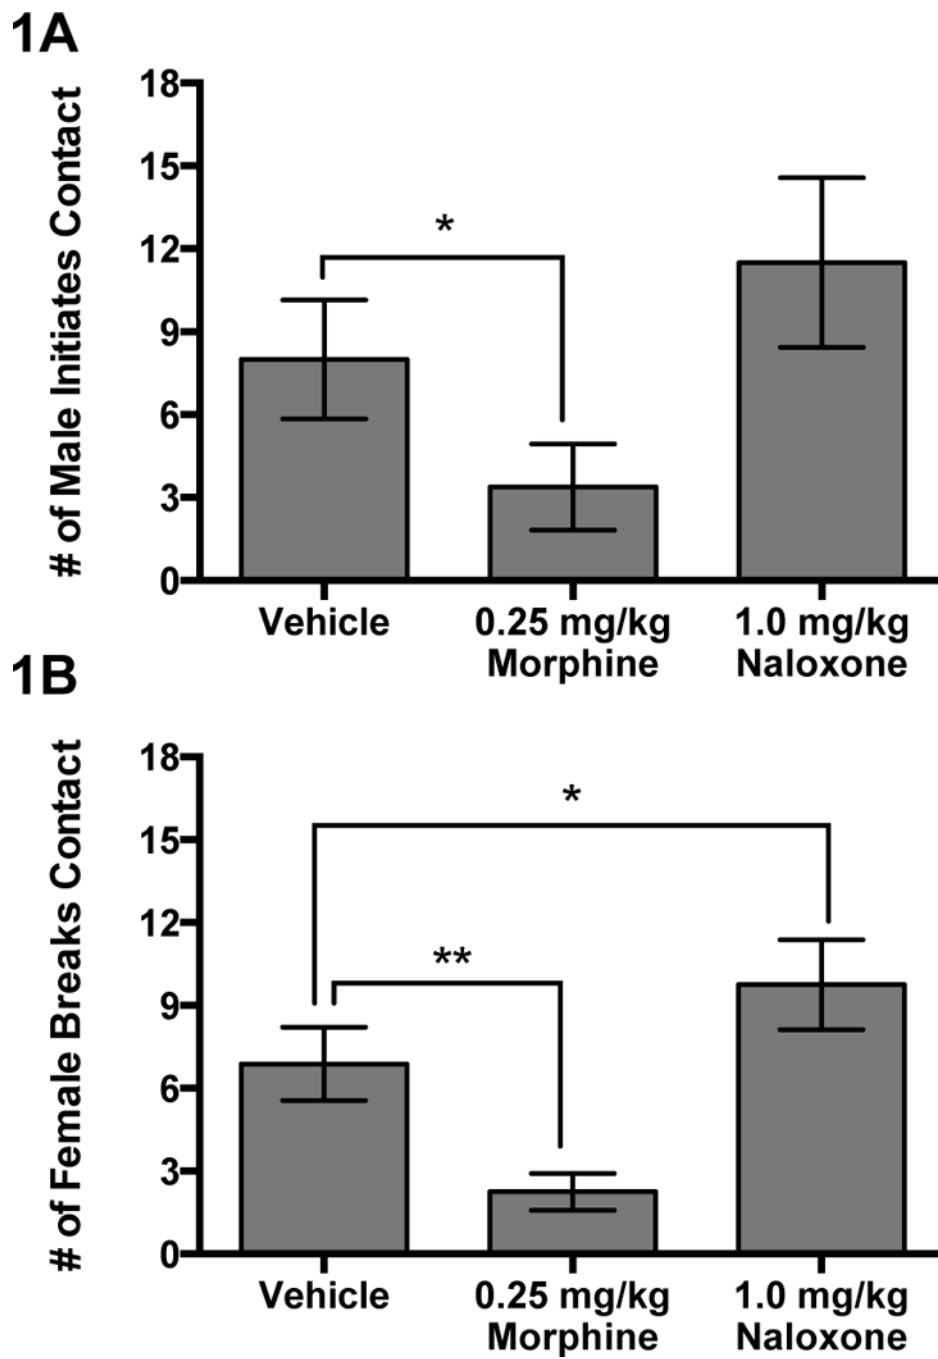 1A
# of Male Initiates Contact
18
15
12
9
6
3
0
*
Vehicle
0.25 mg/kg
Morphine
1.0 mg/kg
Naloxone
1B
# of Female Breaks Contact
18
15
12
9
6
3
0
*
**
Vehicle
0.25 mg/kg
Morphine
1.0 mg/kg
Naloxone